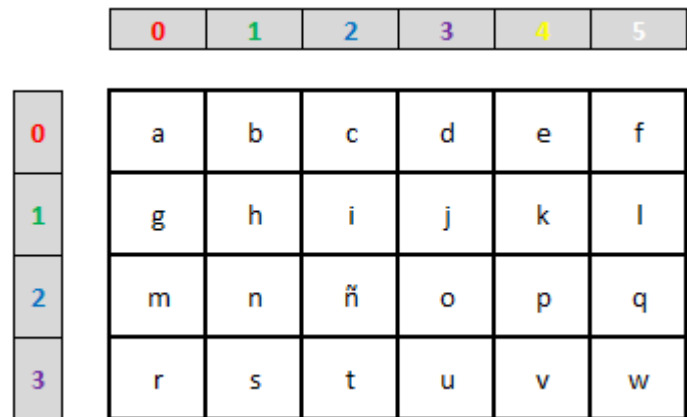 0 1 2 3 4 5
0 a b c d e f
1 g h i j k l
2 m n ñ o p q
3 r s t u v w